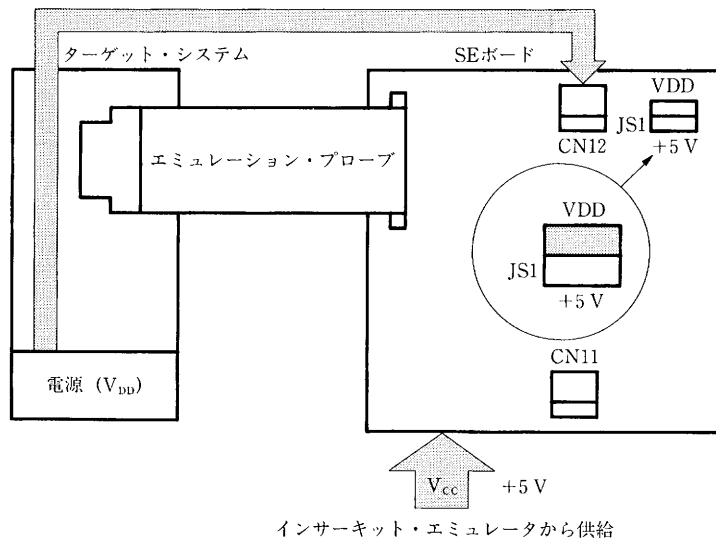 ターゲット・システム
SEボード
VDD
JS1
CN12
+5 V
エミュレーション・プローブ
VDD
JS1
+5 V
CN11
電源 (VDD)
VCC
+5 V
インサーキット・エミュレータから供給